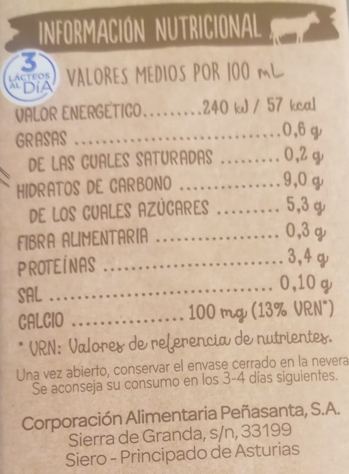 INFORMACIÓN NUTRICIONAL
3
LÁCTEOS
AL DÍA
VALORES MEDIOS POR 100 mL
VALOR ENERGÉTICO.........240 kJ / 57 kcal
GRASAS ..............................0,6 g
DE LAS CUALES SATURADAS .........0,2 g
HIDRATOS DE CARBONO ...............9,0 g
DE LOS CUALES AZÚCARES .........5,3 g
FIBRA ALIMENTARIA ..................0,3 g
PROTEÍNAS ..........................3,4 g
SAL ..................................0,10 g
CALCIO ...............100 mg (13% VRN*)
* VRN: Valores de referencia de nutrientes.
Una vez abierto, conservar el envase cerrado en la nevera
Se aconseja su consumo en los 3-4 días siguientes.
Corporación Alimentaria Peñasanta, S.A.
Sierra de Granda, s/n, 33199
Siero - Principado de Asturias